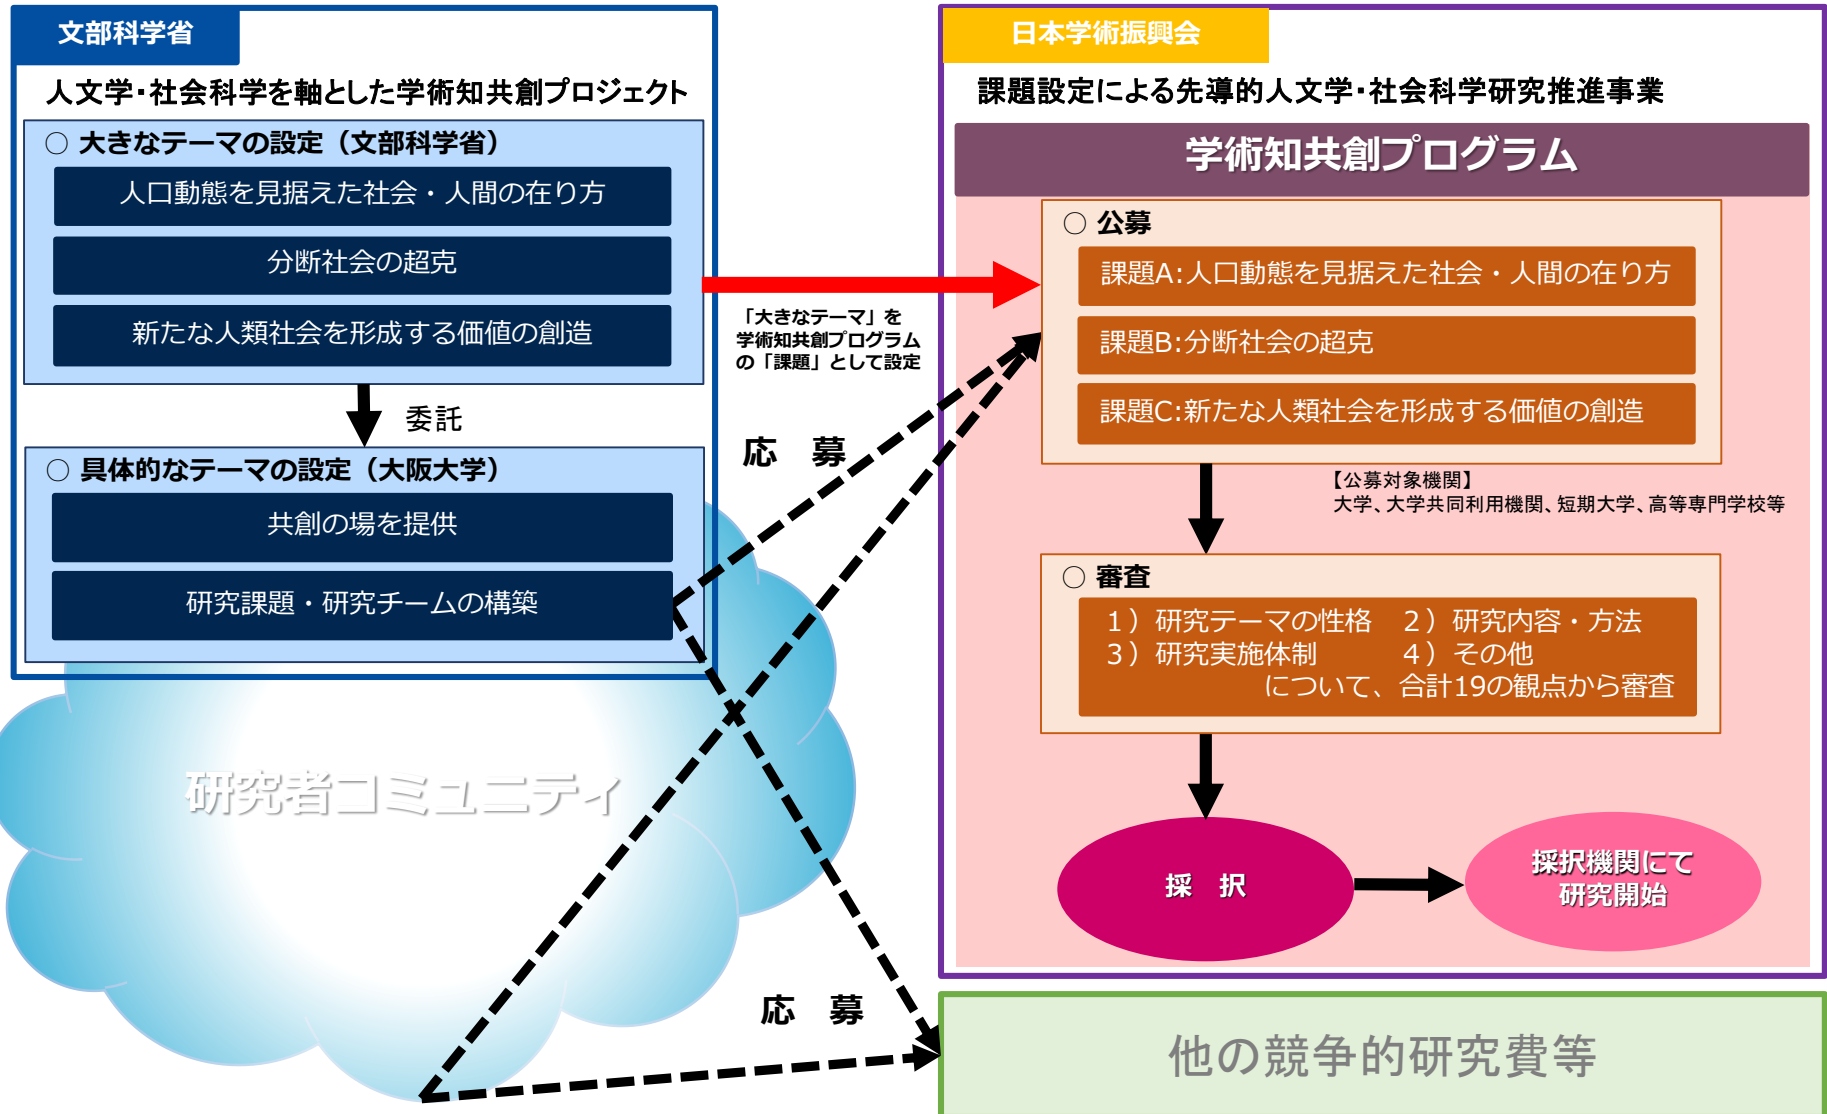 文部科学省
人文学・社会科学を軸とした学術知共創プロジェクト
○ 大きなテーマの設定（文部科学省）
人口動態を見据えた社会・人間の在り方
分断社会の超克
新たな人類社会を形成する価値の創造
委託
○ 具体的なテーマの設定（大阪大学）
共創の場を提供
研究課題・研究チームの構築
研究者コミュニティ
「大きなテーマ」を
学術知共創プログラム
の「課題」として設定
応　募
応　募
日本学術振興会
課題設定による先導的人文学・社会科学研究推進事業
学術知共創プログラム
○ 公募
課題A:人口動態を見据えた社会・人間の在り方
課題B:分断社会の超克
課題C:新たな人類社会を形成する価値の創造
【公募対象機関】
大学、大学共同利用機関、短期大学、高等専門学校等
○ 審査
１）研究テーマの性格　２）研究内容・方法
３）研究実施体制　　　４）その他
について、合計19の観点から審査
採　択
採択機関にて
研究開始
他の競争的研究費等